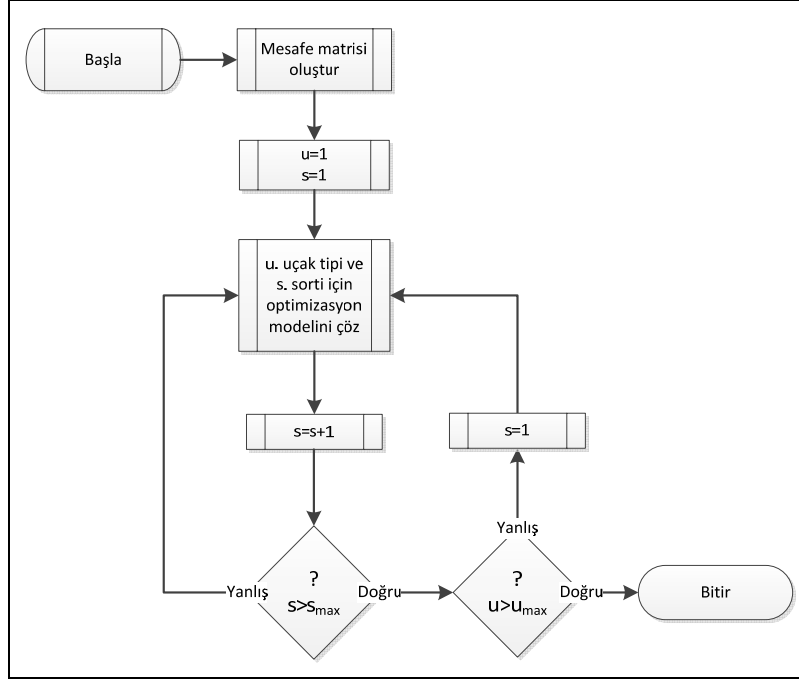 Başla
Mesafe matrisi
oluştur
u=1
s=1
u. uçak tipi ve
s. sorti için
optimizasyon
modelini çöz
s=s+1
s=1
Yanlış
?
s>smax
Doğru
Yanlış
?
u>umax
Doğru
Bitir